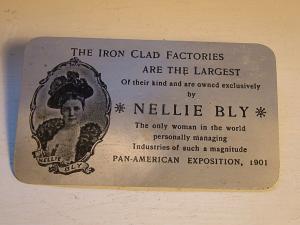 THE IRON CLAD FACTORIES
ARE THE LARGEST
Of their kind and are owned exclusively
by
* NELLIE BLY *
The only woman in the world
personally managing
Industries of such a magnitude
PAN-AMERICAN EXPOSITION, 1901
NELLIE
BLY